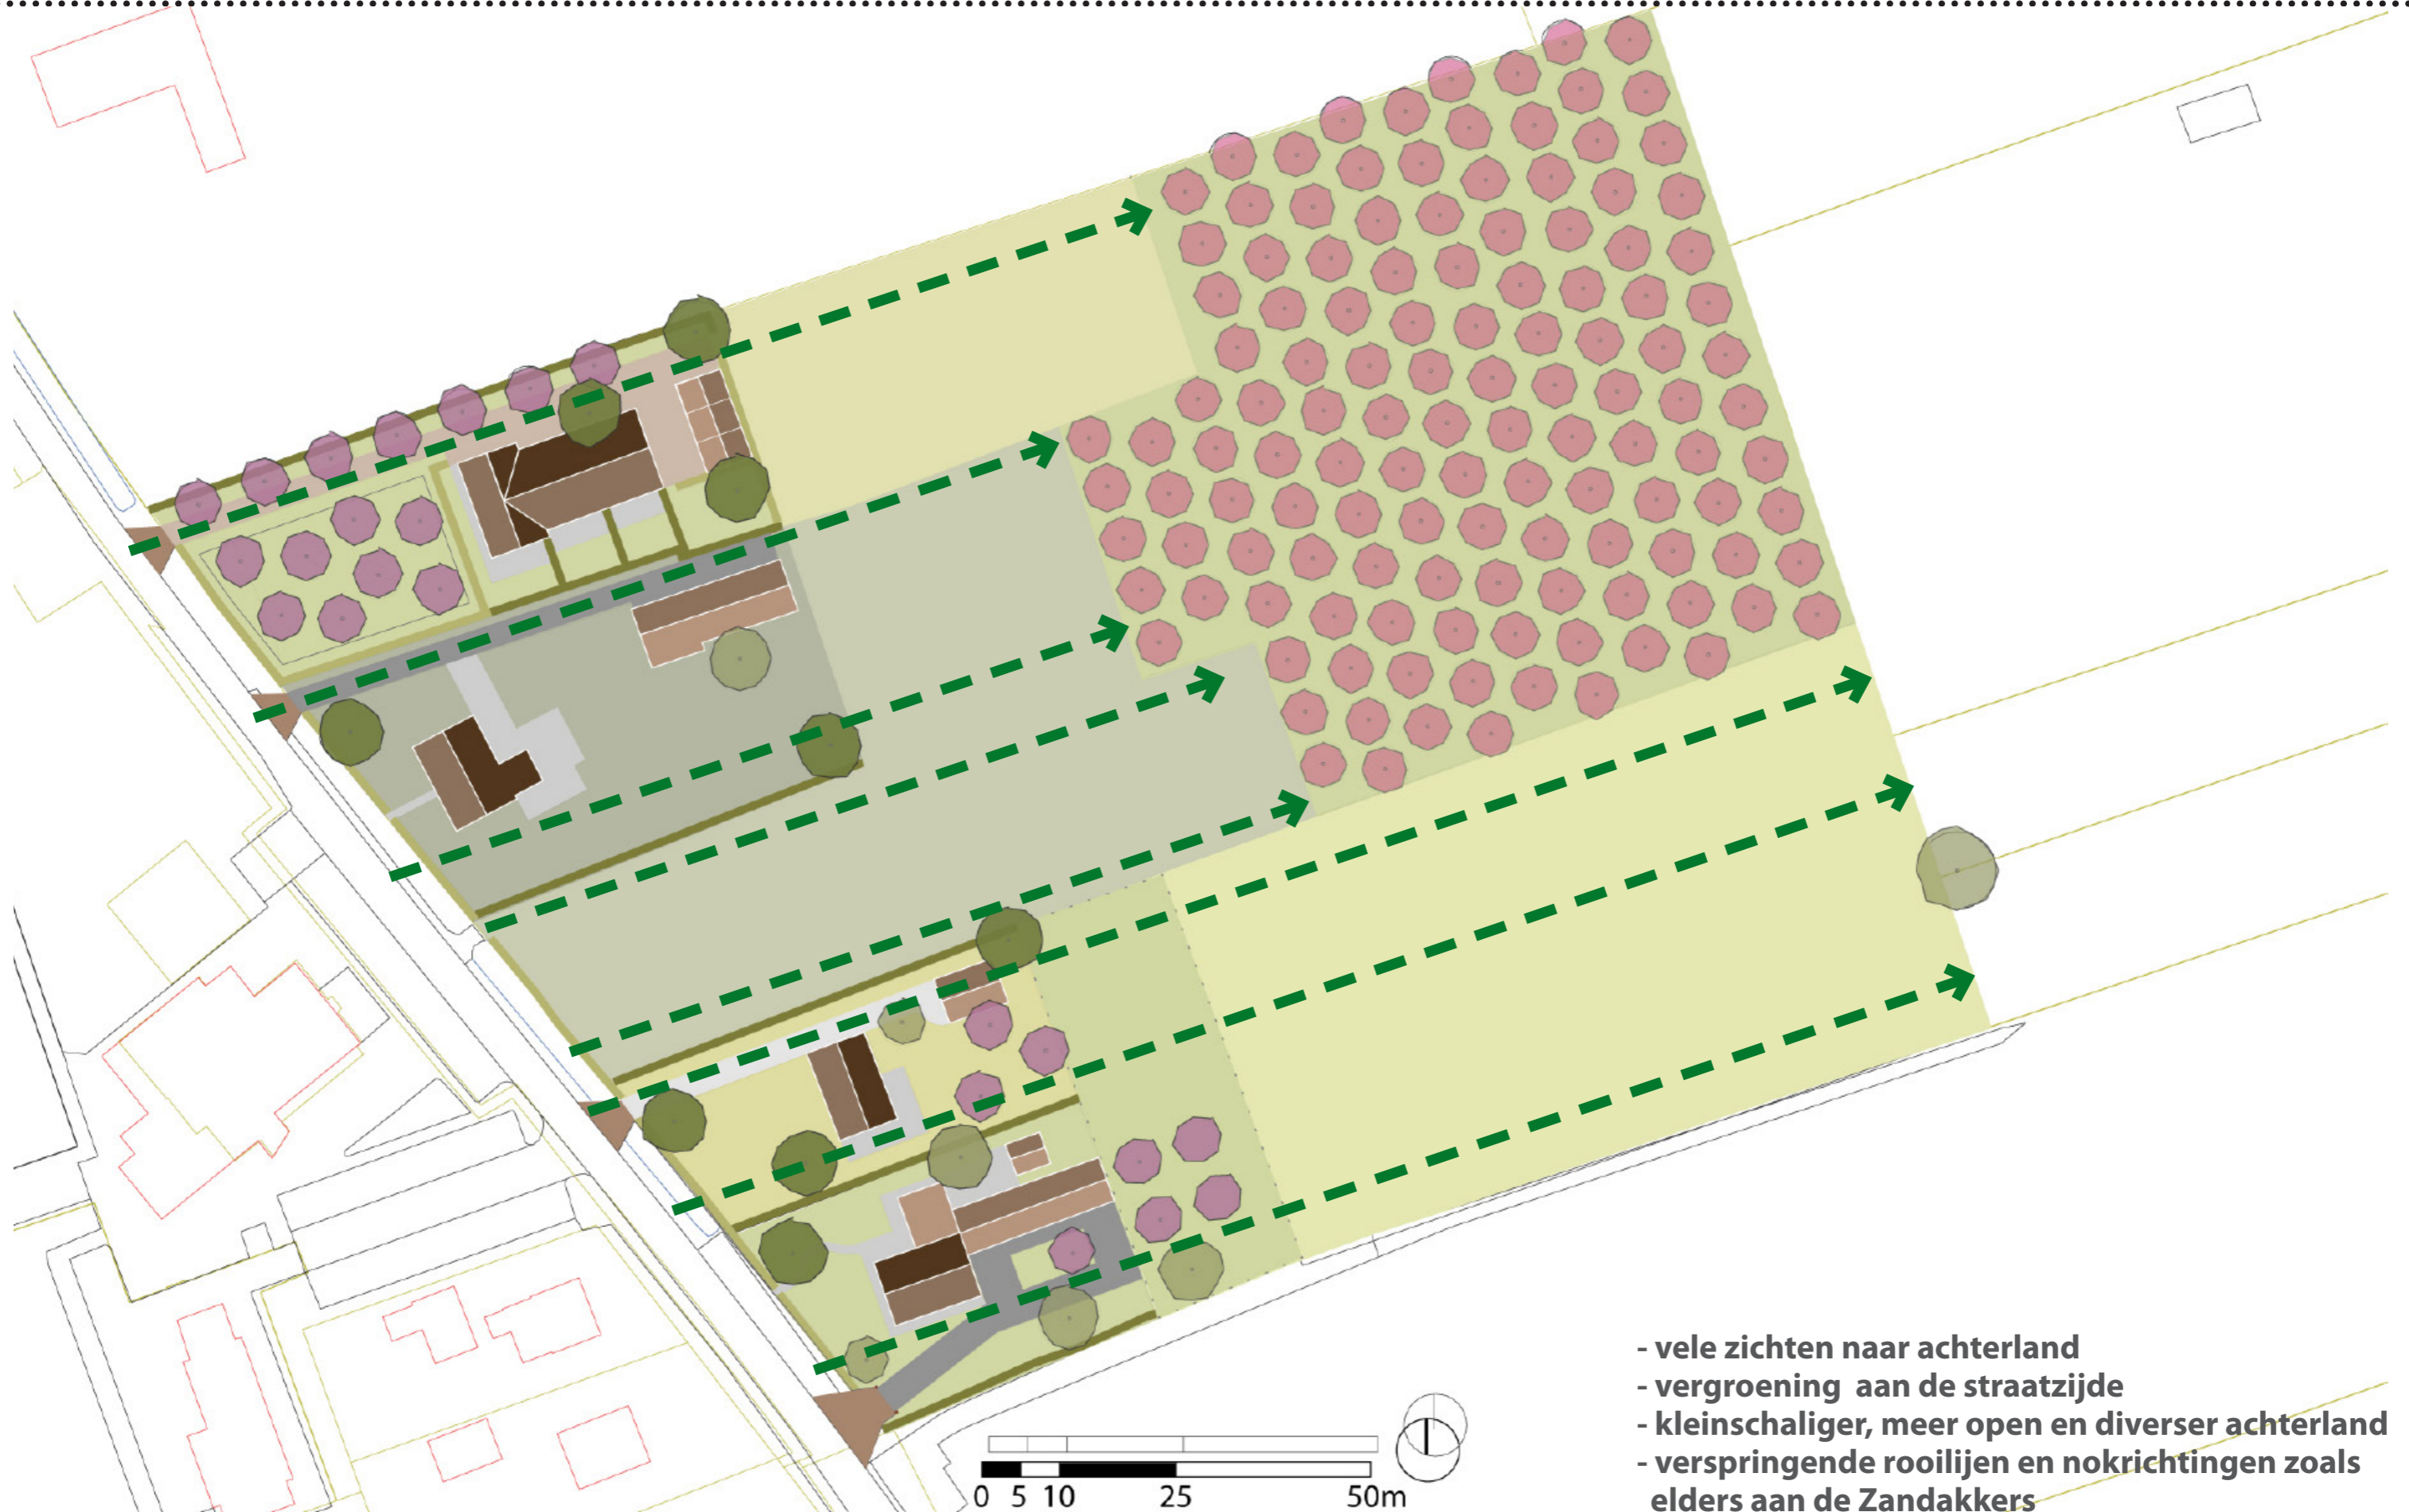 - vele zichten naar achterland
- vergroening aan de straatzijde
- kleinschaliger, meer open en diverser achterland
- verspringende rooilijen en nokrichtingen zoals
elders aan de Zandakkers
0 5 10 25 50m